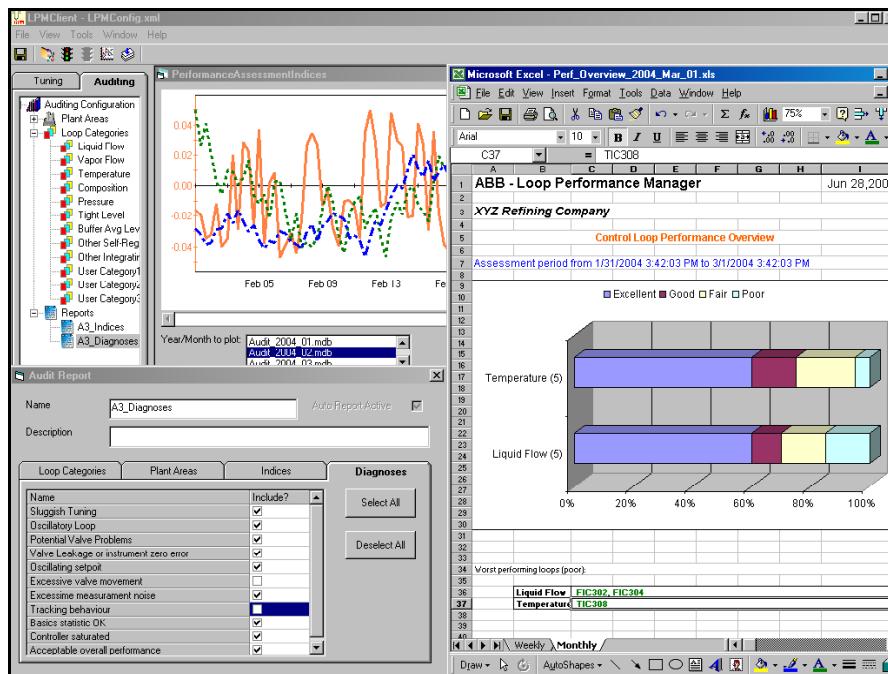 LPMClient - LPMConfig.xml
File View Tools Window Help
Tuning
Auditing
Auditing Configuration
Plant Areas
Loop Categories
Liquid Flow
Vapor Flow
Temperature
Composition
Pressure
Tight Level
Buffer Avg Lev
Other Self-Reg
Other Integratin
User Category1
User Category2
User Category3
Reports
A3_Indices
A3_Diagnoses
PerformanceAssessmentIndices
0.04
0.02
0.00
-0.02
-0.04
Feb 05
Feb 09
Feb 13
Fe
Year/Month to plot:
Audit_2004_01.mdb
Audit_2004_02.mdb
Audit_2004_03.mdb
Audit Report
Name
A3_Diagnoses
Auto Report Active
Description
Loop Categories
Plant Areas
Indices
Diagnoses
Name Include?
Sluggish Tuning
Oscillatory Loop
Potential Valve Problems
Valve Leakage or instrument zero error
Oscillating setpoit
Excessive valve movement
Excessime measurament noise
Tracking behaviour
Basics statistic OK
Controller saturated
Acceptable overall performance
Select All
Deselect All
Microsoft Excel - Perf_Overview_2004_Mar_01.xls
File Edit View Insert Format Tools Data Window Help
75%
Arial 10 B I U
C37 = TIC308
A B C D E F G H I
1 ABB - Loop Performance Manager Jun 28,200
2
3 XYZ Refining Company
4
5 Control Loop Performance Overview
6
7 Assessment period from 1/31/2004 3:42:03 PM to 3/1/2004 3:42:03 PM
8
9
10
11
12
13
14
15
16
17
18
19
20
21
22
23
24
25
26
27
28
29
30
31
32
33
34
35
36
37
38
39
40
Excellent Good Fair Poor
Temperature (5)
Liquid Flow (5)
0% 20% 40% 60% 80% 100%
Worst performing loops (poor):
Liquid Flow FIC302, FIC304
Temperature TIC308
Weekly Monthly
Draw AutoShapes